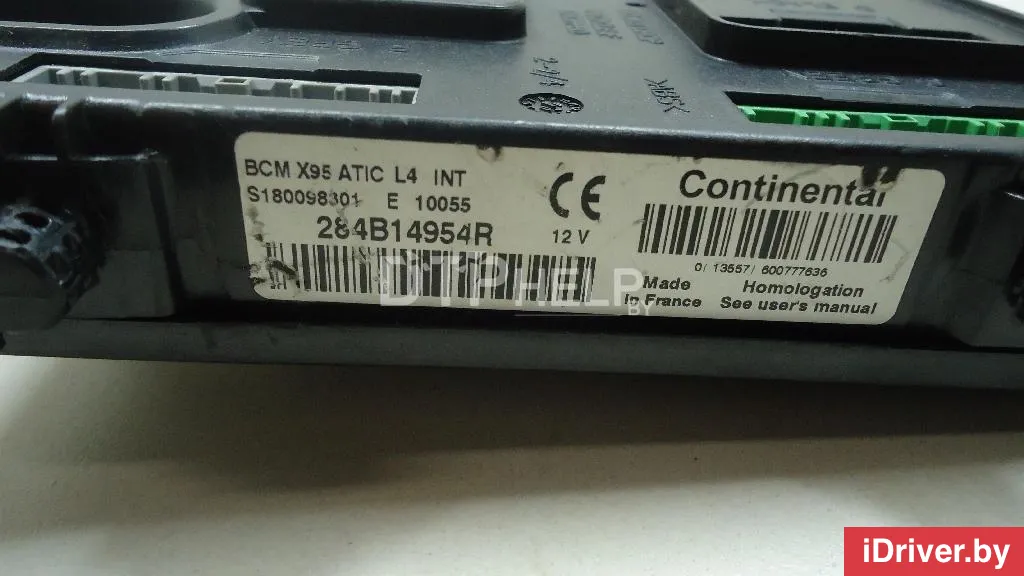 BCM X95 ATIC L4 INT
S180098301 E 10055
284B14954R
12 V
CE
Continental
0/ 13557/ 600777636
Made in France
Homologation
See user's manual
DTPHELP
BY
iDriver.by